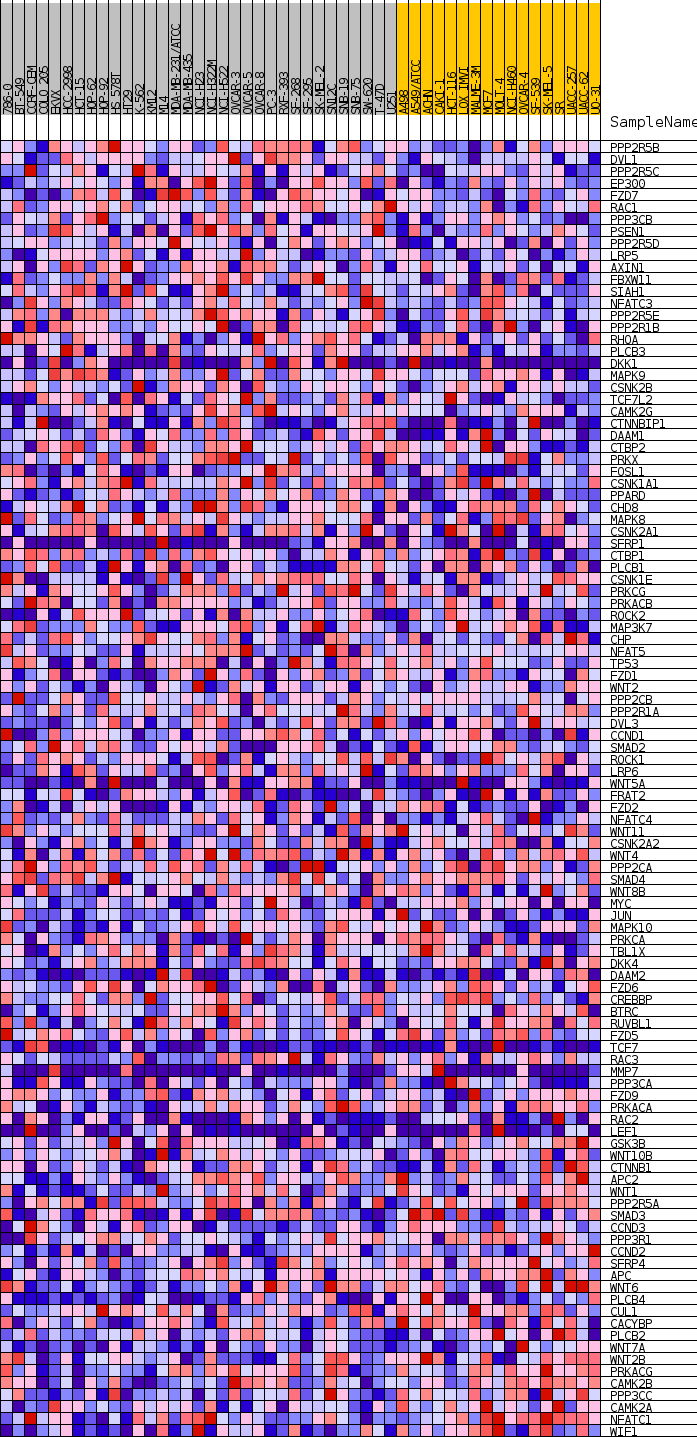 786-0
BT-549
CCRF-CEM
COLO 205
EKVX
HCC-2998
HCT-15
HOP-62
HOP-92
HS 578T
HT29
K-562
KM12
M14
MDA-MB-231/ATCC
MDA-MB-435
NCI-H23
NCI-H322M
NCI-H522
OVCAR-3
OVCAR-5
OVCAR-8
PC-3
RXF-393
SF-268
SF-295
SK-MEL-2
SN12C
SNB-19
SNB-75
SW-620
T-47D
U251
A498
A549/ATCC
ACHN
CAKI-1
HCT-116
LOX IMVI
MALME-3M
MCF7
MOLT-4
NCI-H460
OVCAR-4
SF-539
SK-MEL-5
SR
UACC-257
UACC-62
UO-31
SampleName
PPP2R5B
DVL1
PPP2R5C
EP300
FZD7
RAC1
PPP3CB
PSEN1
PPP2R5D
LRP5
AXIN1
FBXW11
SIAH1
NFATC3
PPP2R5E
PPP2R1B
RHOA
PLCB3
DKK1
MAPK9
CSNK2B
TCF7L2
CAMK2G
CTNNBIP1
DAAM1
CTBP2
PRKX
FOSL1
CSNK1A1
PPARD
CHD8
MAPK8
CSNK2A1
SFRP1
CTBP1
PLCB1
CSNK1E
PRKCG
PRKACB
ROCK2
MAP3K7
CHP
NFAT5
TP53
FZD1
WNT2
PPP2CB
PPP2R1A
DVL3
CCND1
SMAD2
ROCK1
LRP6
WNT5A
FRAT2
FZD2
NFATC4
WNT11
CSNK2A2
WNT4
PPP2CA
SMAD4
WNT8B
MYC
JUN
MAPK10
PRKCA
TBL1X
DKK4
DAAM2
FZD6
CREBBP
BTRC
RUVBL1
FZD5
TCF7
RAC3
MMP7
PPP3CA
FZD9
PRKACA
RAC2
LEF1
GSK3B
WNT10B
CTNNB1
APC2
WNT1
PPP2R5A
SMAD3
CCND3
PPP3R1
CCND2
SFRP4
APC
WNT6
PLCB4
CUL1
CACYBP
PLCB2
WNT7A
WNT2B
PRKACG
CAMK2B
PPP3CC
CAMK2A
NFATC1
WIF1